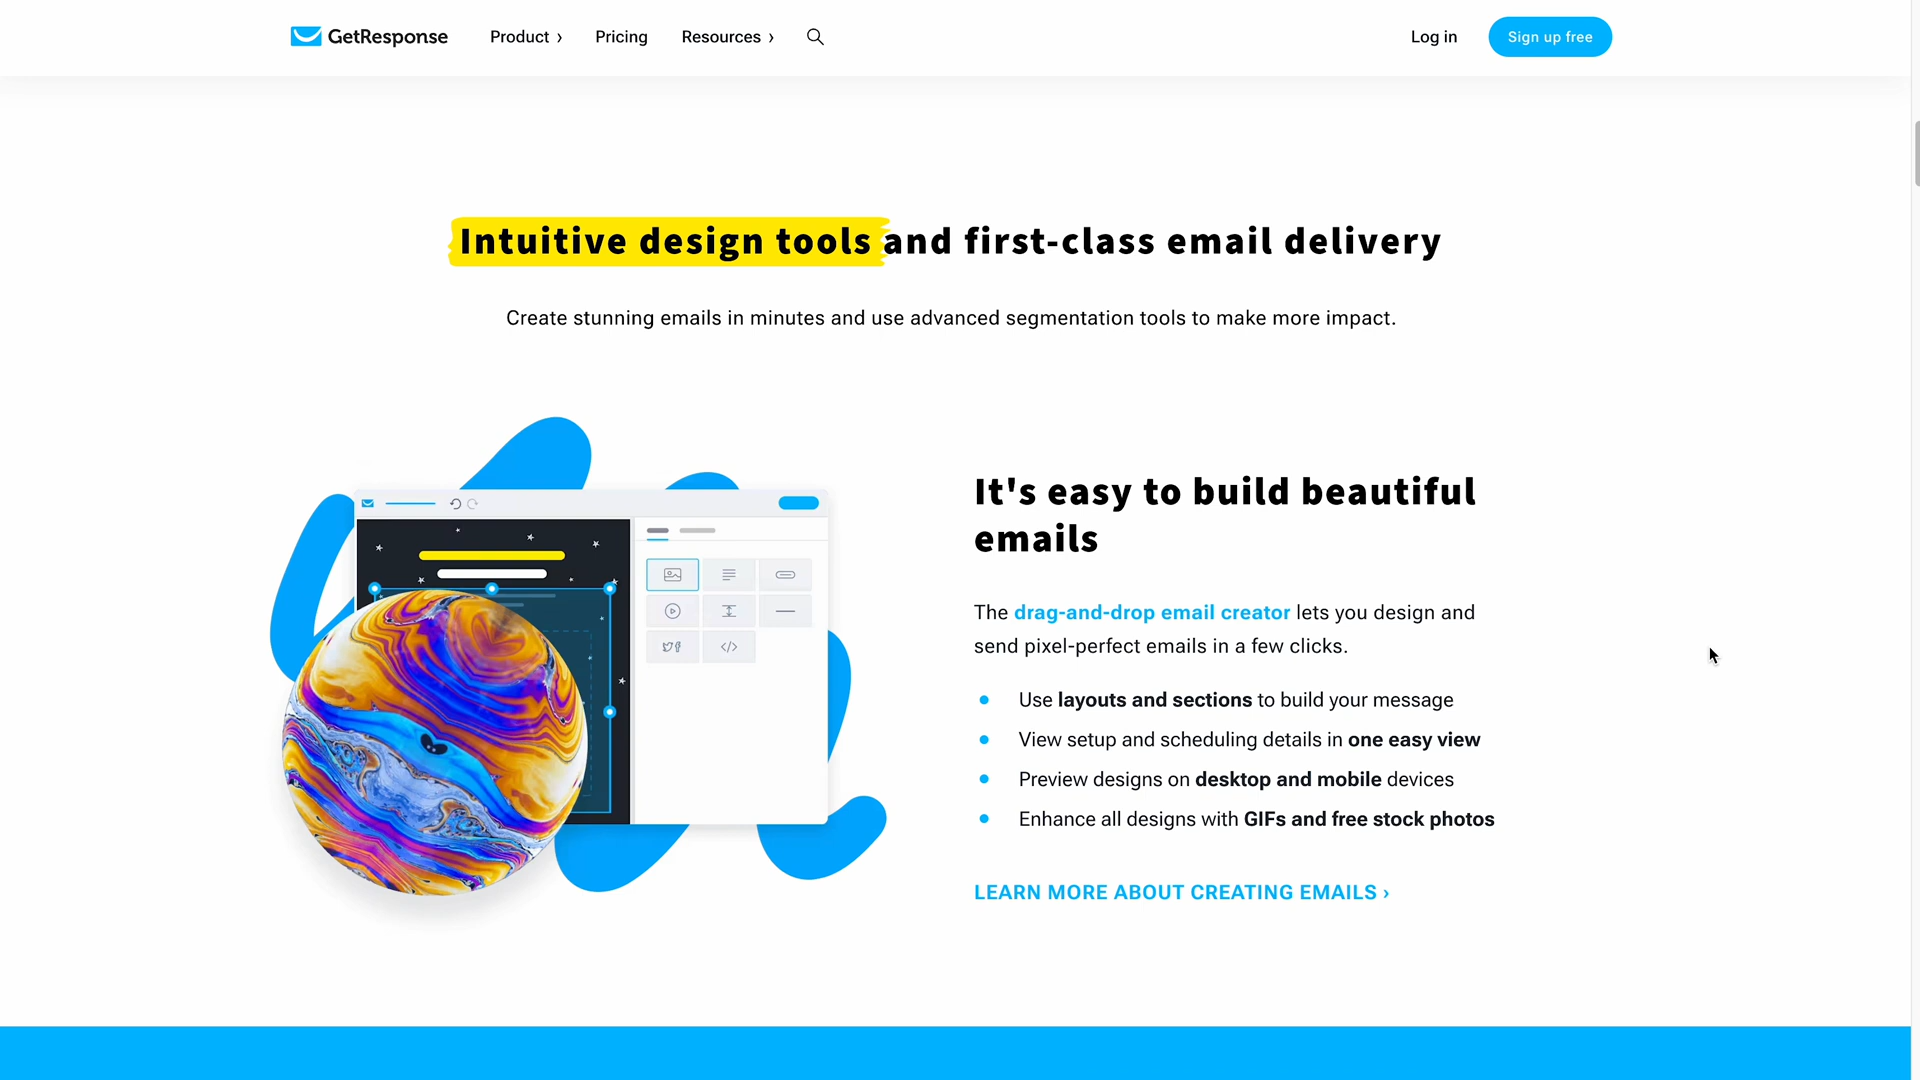 GetResponse
Product ›
Pricing
Resources ›
Log in
Sign up free
Intuitive design tools and first-class email delivery
Create stunning emails in minutes and use advanced segmentation tools to make more impact.
It's easy to build beautiful
emails
The drag-and-drop email creator lets you design and
send pixel-perfect emails in a few clicks.
Use layouts and sections to build your message
View setup and scheduling details in one easy view
Preview designs on desktop and mobile devices
Enhance all designs with GIFs and free stock photos
LEARN MORE ABOUT CREATING EMAILS ›